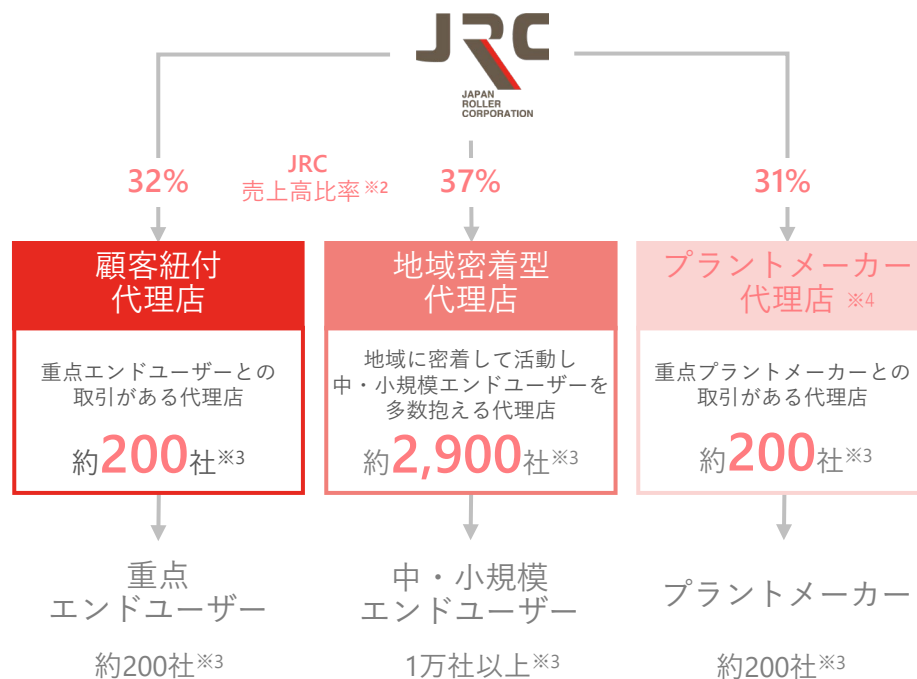 JRC
JAPAN
ROLLER
CORPORATION
32%
JRC
売上高比率※2
37%
31%
顧客紐付
代理店
重点エンドユーザーとの
取引がある代理店
約200社※3
地域密着型
代理店
地域に密着して活動し
中・小規模エンドユーザーを
多数抱える代理店
約2,900社※3
プラントメーカー
代理店 ※4
重点プラントメーカーとの
取引がある代理店
約200社※3
重点
エンドユーザー
約200社※3
中・小規模
エンドユーザー
1万社以上※3
プラントメーカー
約200社※3